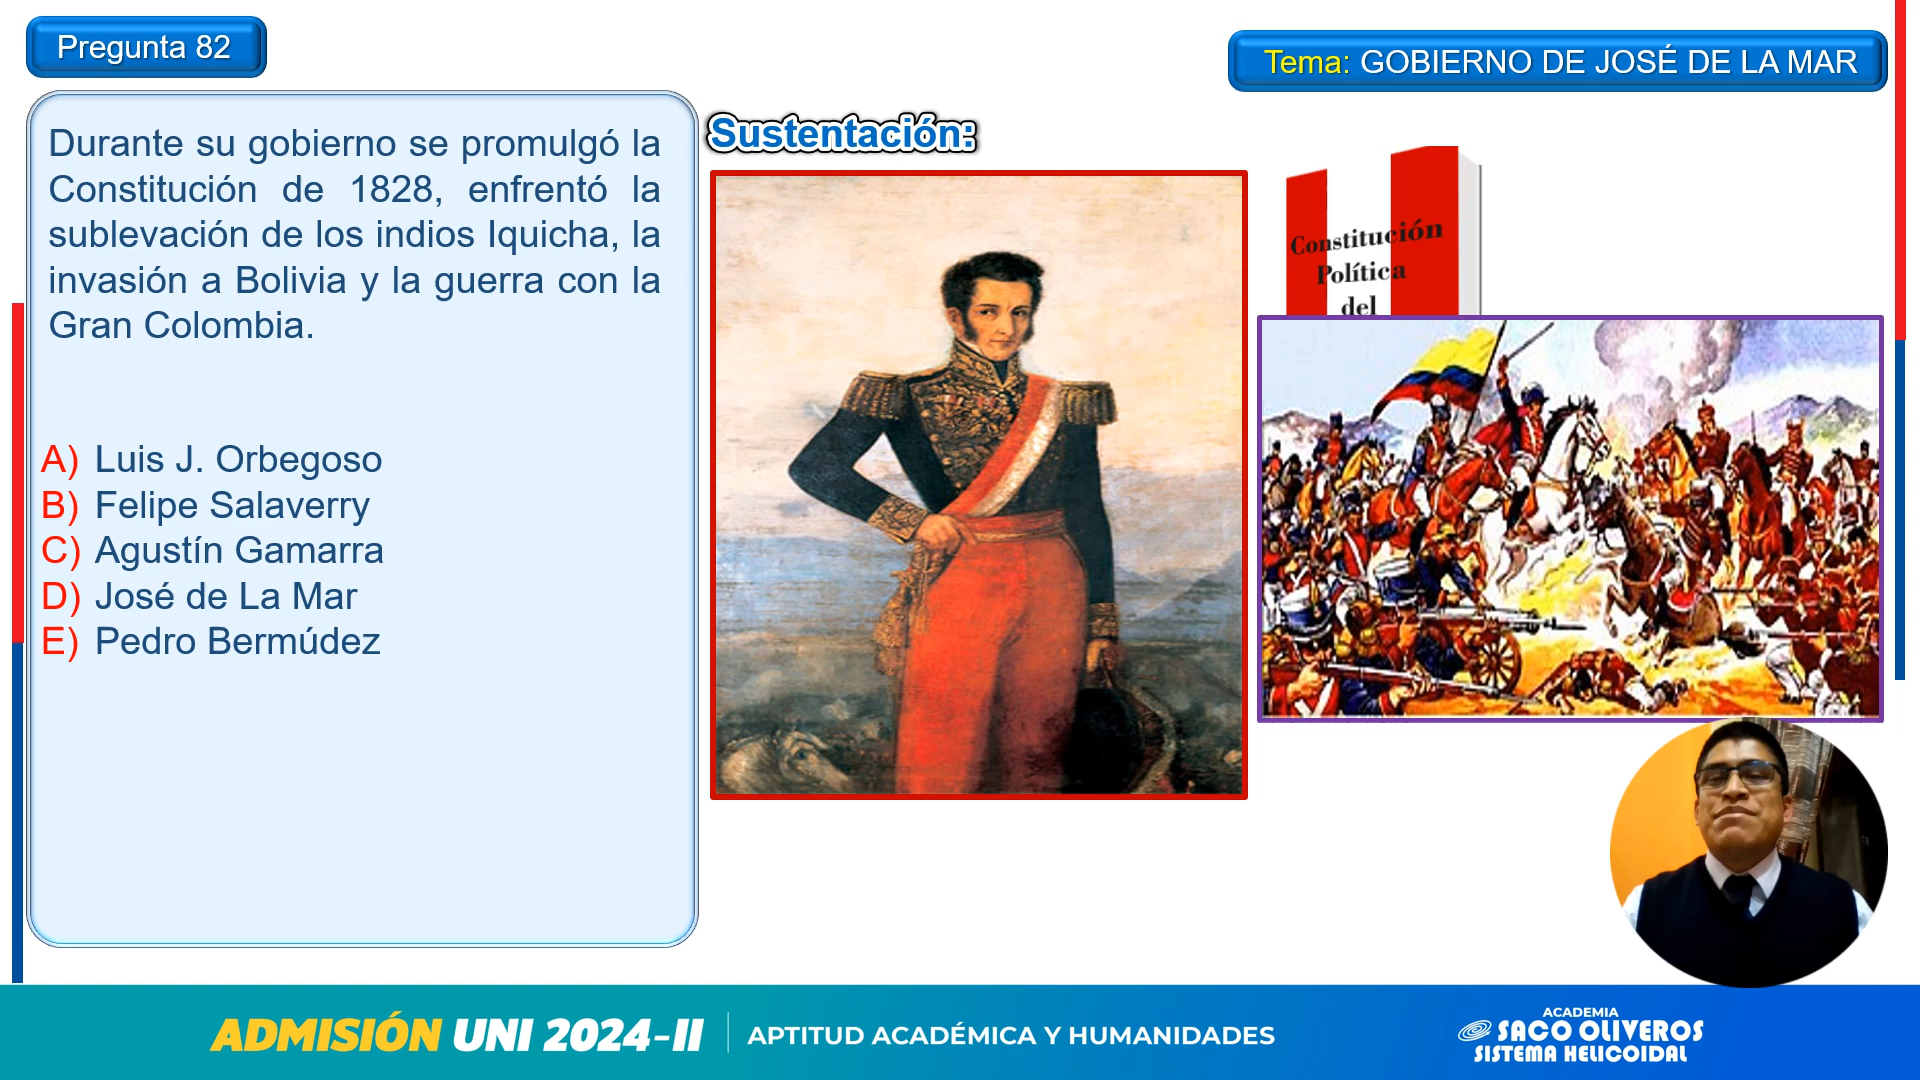 Pregunta 82
Tema: GOBIERNO DE JOSÉ DE LA MAR
Durante su gobierno se promulgó la
Constitución de 1828, enfrentó la
sublevación de los indios Iquicha, la
invasión a Bolivia y la guerra con la
Gran Colombia.
A) Luis J. Orbegoso
B) Felipe Salaverry
C) Agustín Gamarra
D) José de La Mar
E) Pedro Bermúdez
Sustentación:
Constitución
Política
del
ADMISIÓN UNI 2024-II
APTITUD ACADÉMICA Y HUMANIDADES
ACADEMIA
SACO OLIVEROS
SISTEMA HELICOIDAL